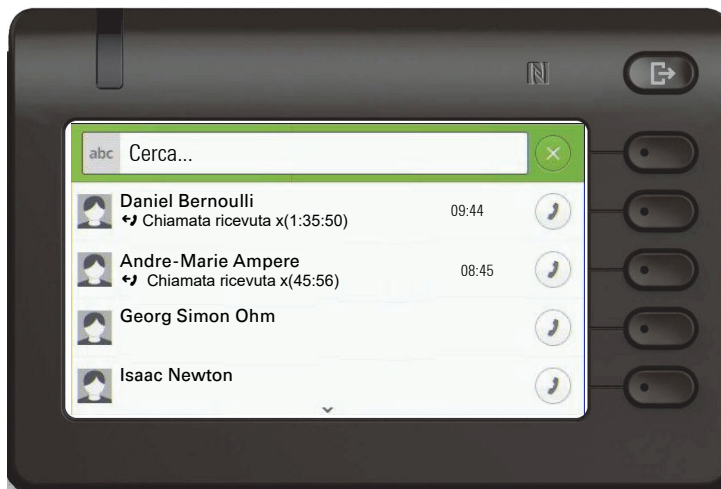 abc Cerca...
Daniel Bernoulli
Chiamata ricevuta x(1:35:50)
09:44
Andre-Marie Ampere
Chiamata ricevuta x(45:56)
08:45
Georg Simon Ohm
Isaac Newton